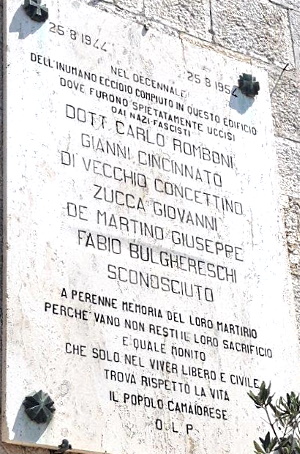 25·8·1944
25·8·1954
NEL DECENNALE
DELL'INUMANO ECCIDIO COMPIUTO IN QUESTO EDIFICIO
DOVE FURONO SPIETATAMENTE UCCISI
DAI NAZI-FASCISTI
DOTT CARLO ROMBONI
GIANNI CINCINNATO
DI VECCHIO CONCETTINO
ZUCCA GIOVANNI
DE MARTINO GIUSEPPE
FABIO BULGHERESCHI
SCONOSCIUTO
A PERENNE MEMORIA DEL LORO MARTIRIO
PERCHÈ VANO NON RESTI IL LORO SACRIFICIO
E QUALE MONITO
CHE SOLO NEL VIVER LIBERO E CIVILE
TROVA RISPETTO LA VITA
IL POPOLO CAMAIORESE
O.L.P.